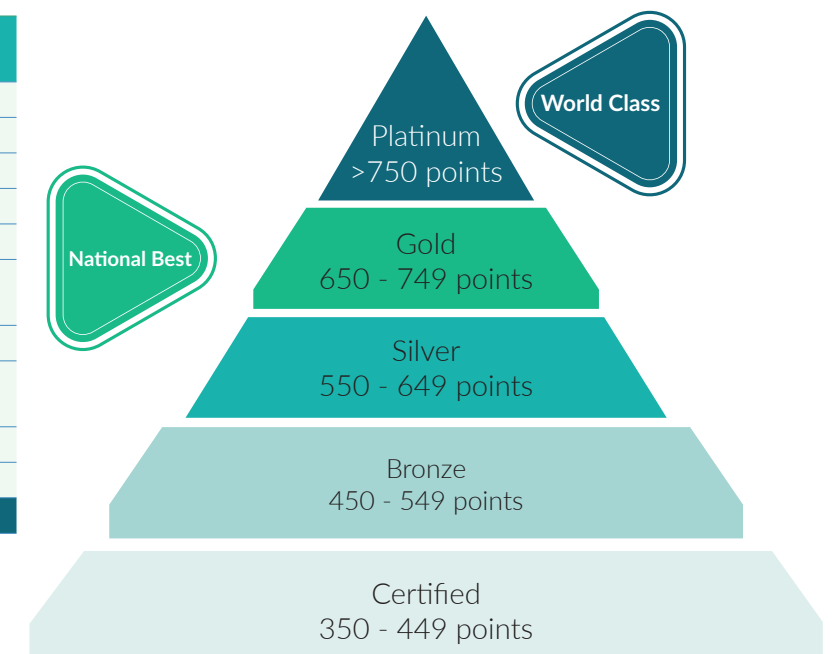 World Class
Platinum
>750 points
National Best
Gold
650 - 749 points
Silver
550 - 649 points
Bronze
450 - 549 points
Certified
350 - 449 points